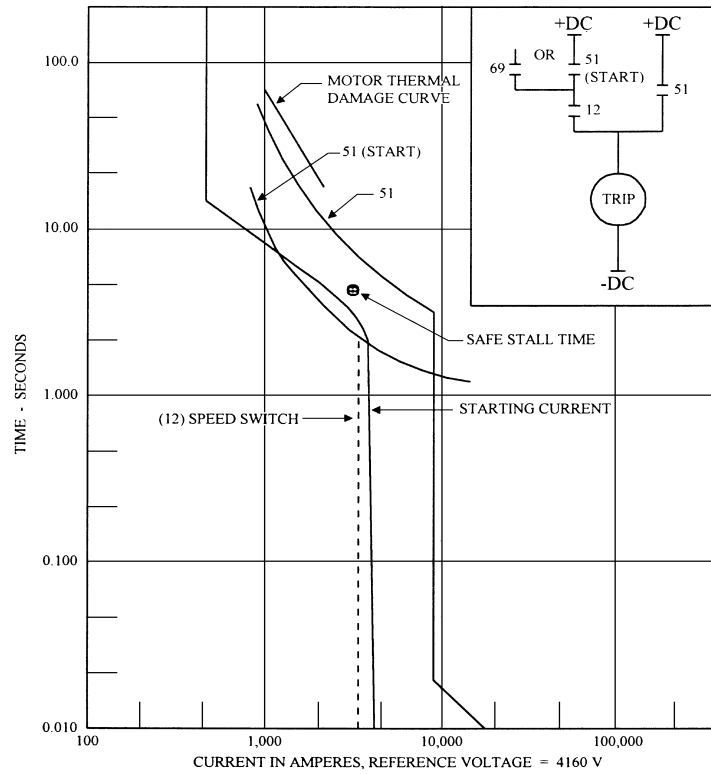 100.0
10.00
1.000
0.100
0.010
TIME - SECONDS
100
1,000
10,000
100,000
CURRENT IN AMPERES, REFERENCE VOLTAGE = 4160 V
MOTOR THERMAL
DAMAGE CURVE
51 (START)
51
SAFE STALL TIME
(12) SPEED SWITCH
STARTING CURRENT
+DC
+DC
69
OR
51
(START)
12
51
TRIP
-DC